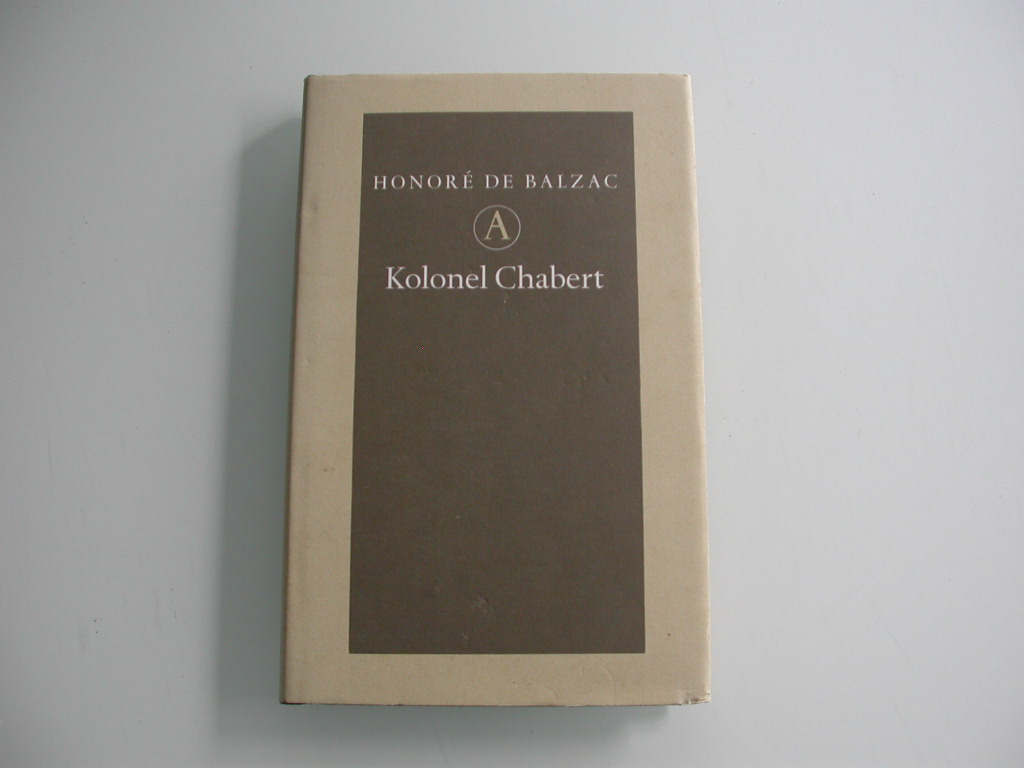 HONORÉ DE BALZAC
A
Kolonel Chabert